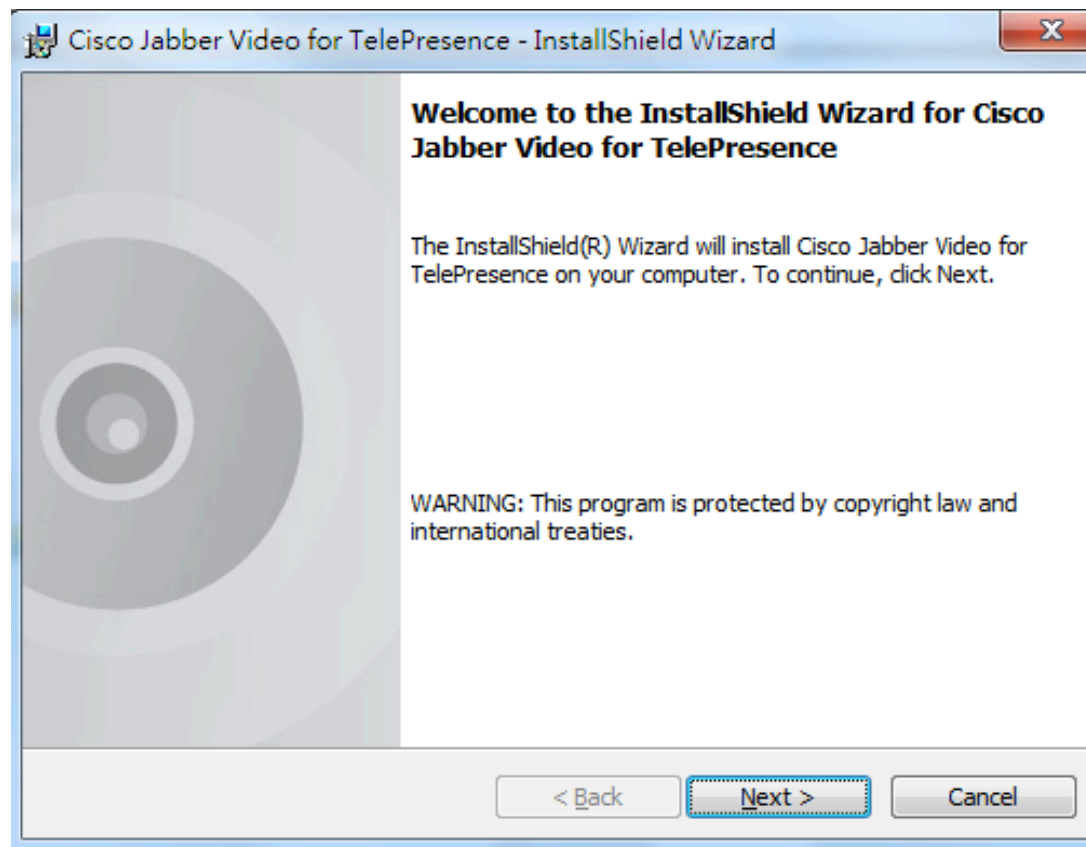 Cisco Jabber Video for TelePresence - InstallShield Wizard
Welcome to the InstallShield Wizard for Cisco
Jabber Video for TelePresence
The InstallShield(R) Wizard will install Cisco Jabber Video for
TelePresence on your computer. To continue, click Next.
WARNING: This program is protected by copyright law and
international treaties.
< Back
Next >
Cancel